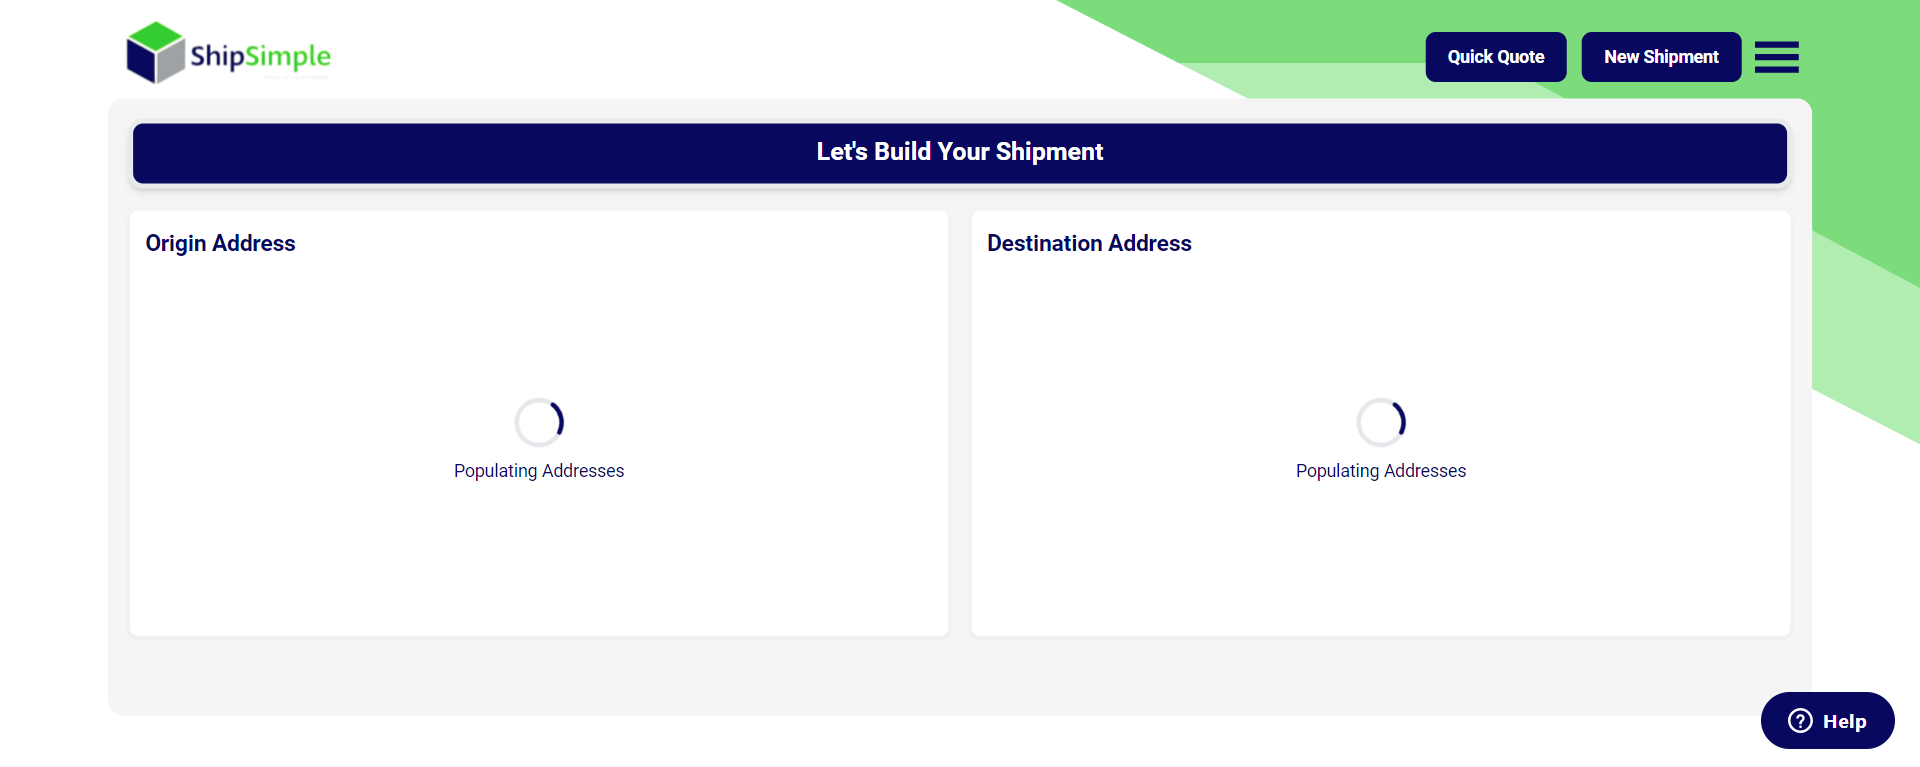 ShipSimple
Quick Quote
New Shipment
Let's Build Your Shipment
Origin Address
Destination Address
Populating Addresses
Populating Addresses
Help